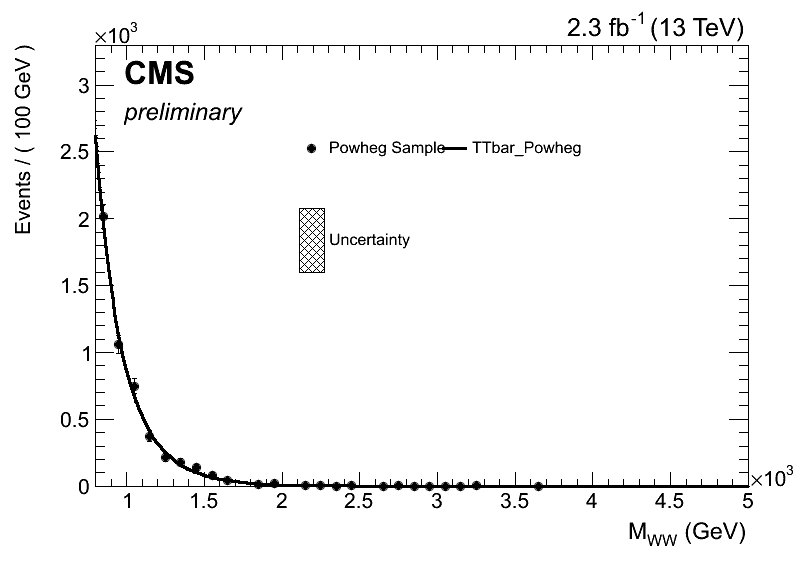 ×10³
2.3 fb⁻¹ (13 TeV)
CMS
preliminary
Events / ( 100 GeV )
3
2.5
2
1.5
1
0.5
0
Powheg Sample TTbar_Powheg
Uncertainty
1 1.5 2 2.5 3 3.5 4 4.5 5
×10³
M_WW (GeV)